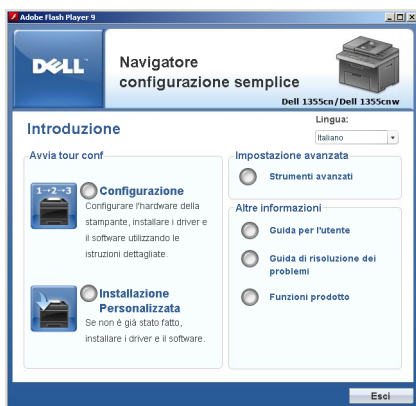 Adobe Flash Player 9
DELL
Navigatore
configurazione semplice
Dell 1355cn/Dell 1355cnw
Introduzione
Lingua:
Italiano
Avvia tour conf
1→2→3
Configurazione
Configurare l'hardware della
stampante, installare i driver e
il software utilizzando le
istruzioni dettagliate.
Installazione
Personalizzata
Se non è già stato fatto,
installare i driver e il software.
Impostazione avanzata
Strumenti avanzati
Altre informazioni
Guida per l'utente
Guida di risoluzione dei
problemi
Funzioni prodotto
Esci